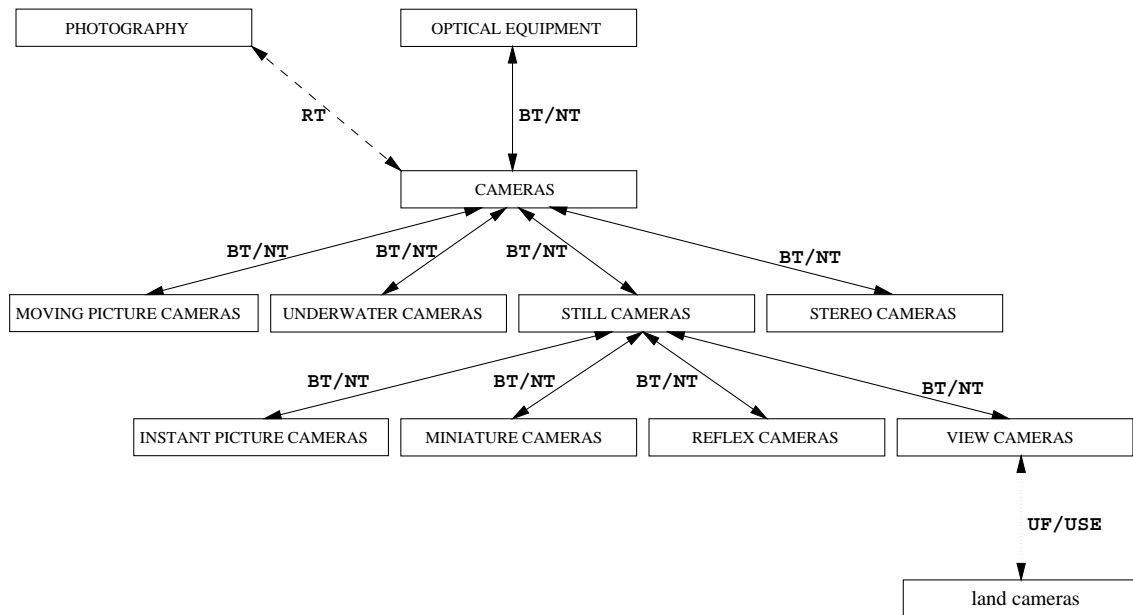 PHOTOGRAPHY
OPTICAL EQUIPMENT
RT
BT/NT
CAMERAS
BT/NT
BT/NT
BT/NT
BT/NT
MOVING PICTURE CAMERAS
UNDERWATER CAMERAS
STILL CAMERAS
STEREO CAMERAS
BT/NT
BT/NT
BT/NT
BT/NT
INSTANT PICTURE CAMERAS
MINIATURE CAMERAS
REFLEX CAMERAS
VIEW CAMERAS
UF/USE
land cameras